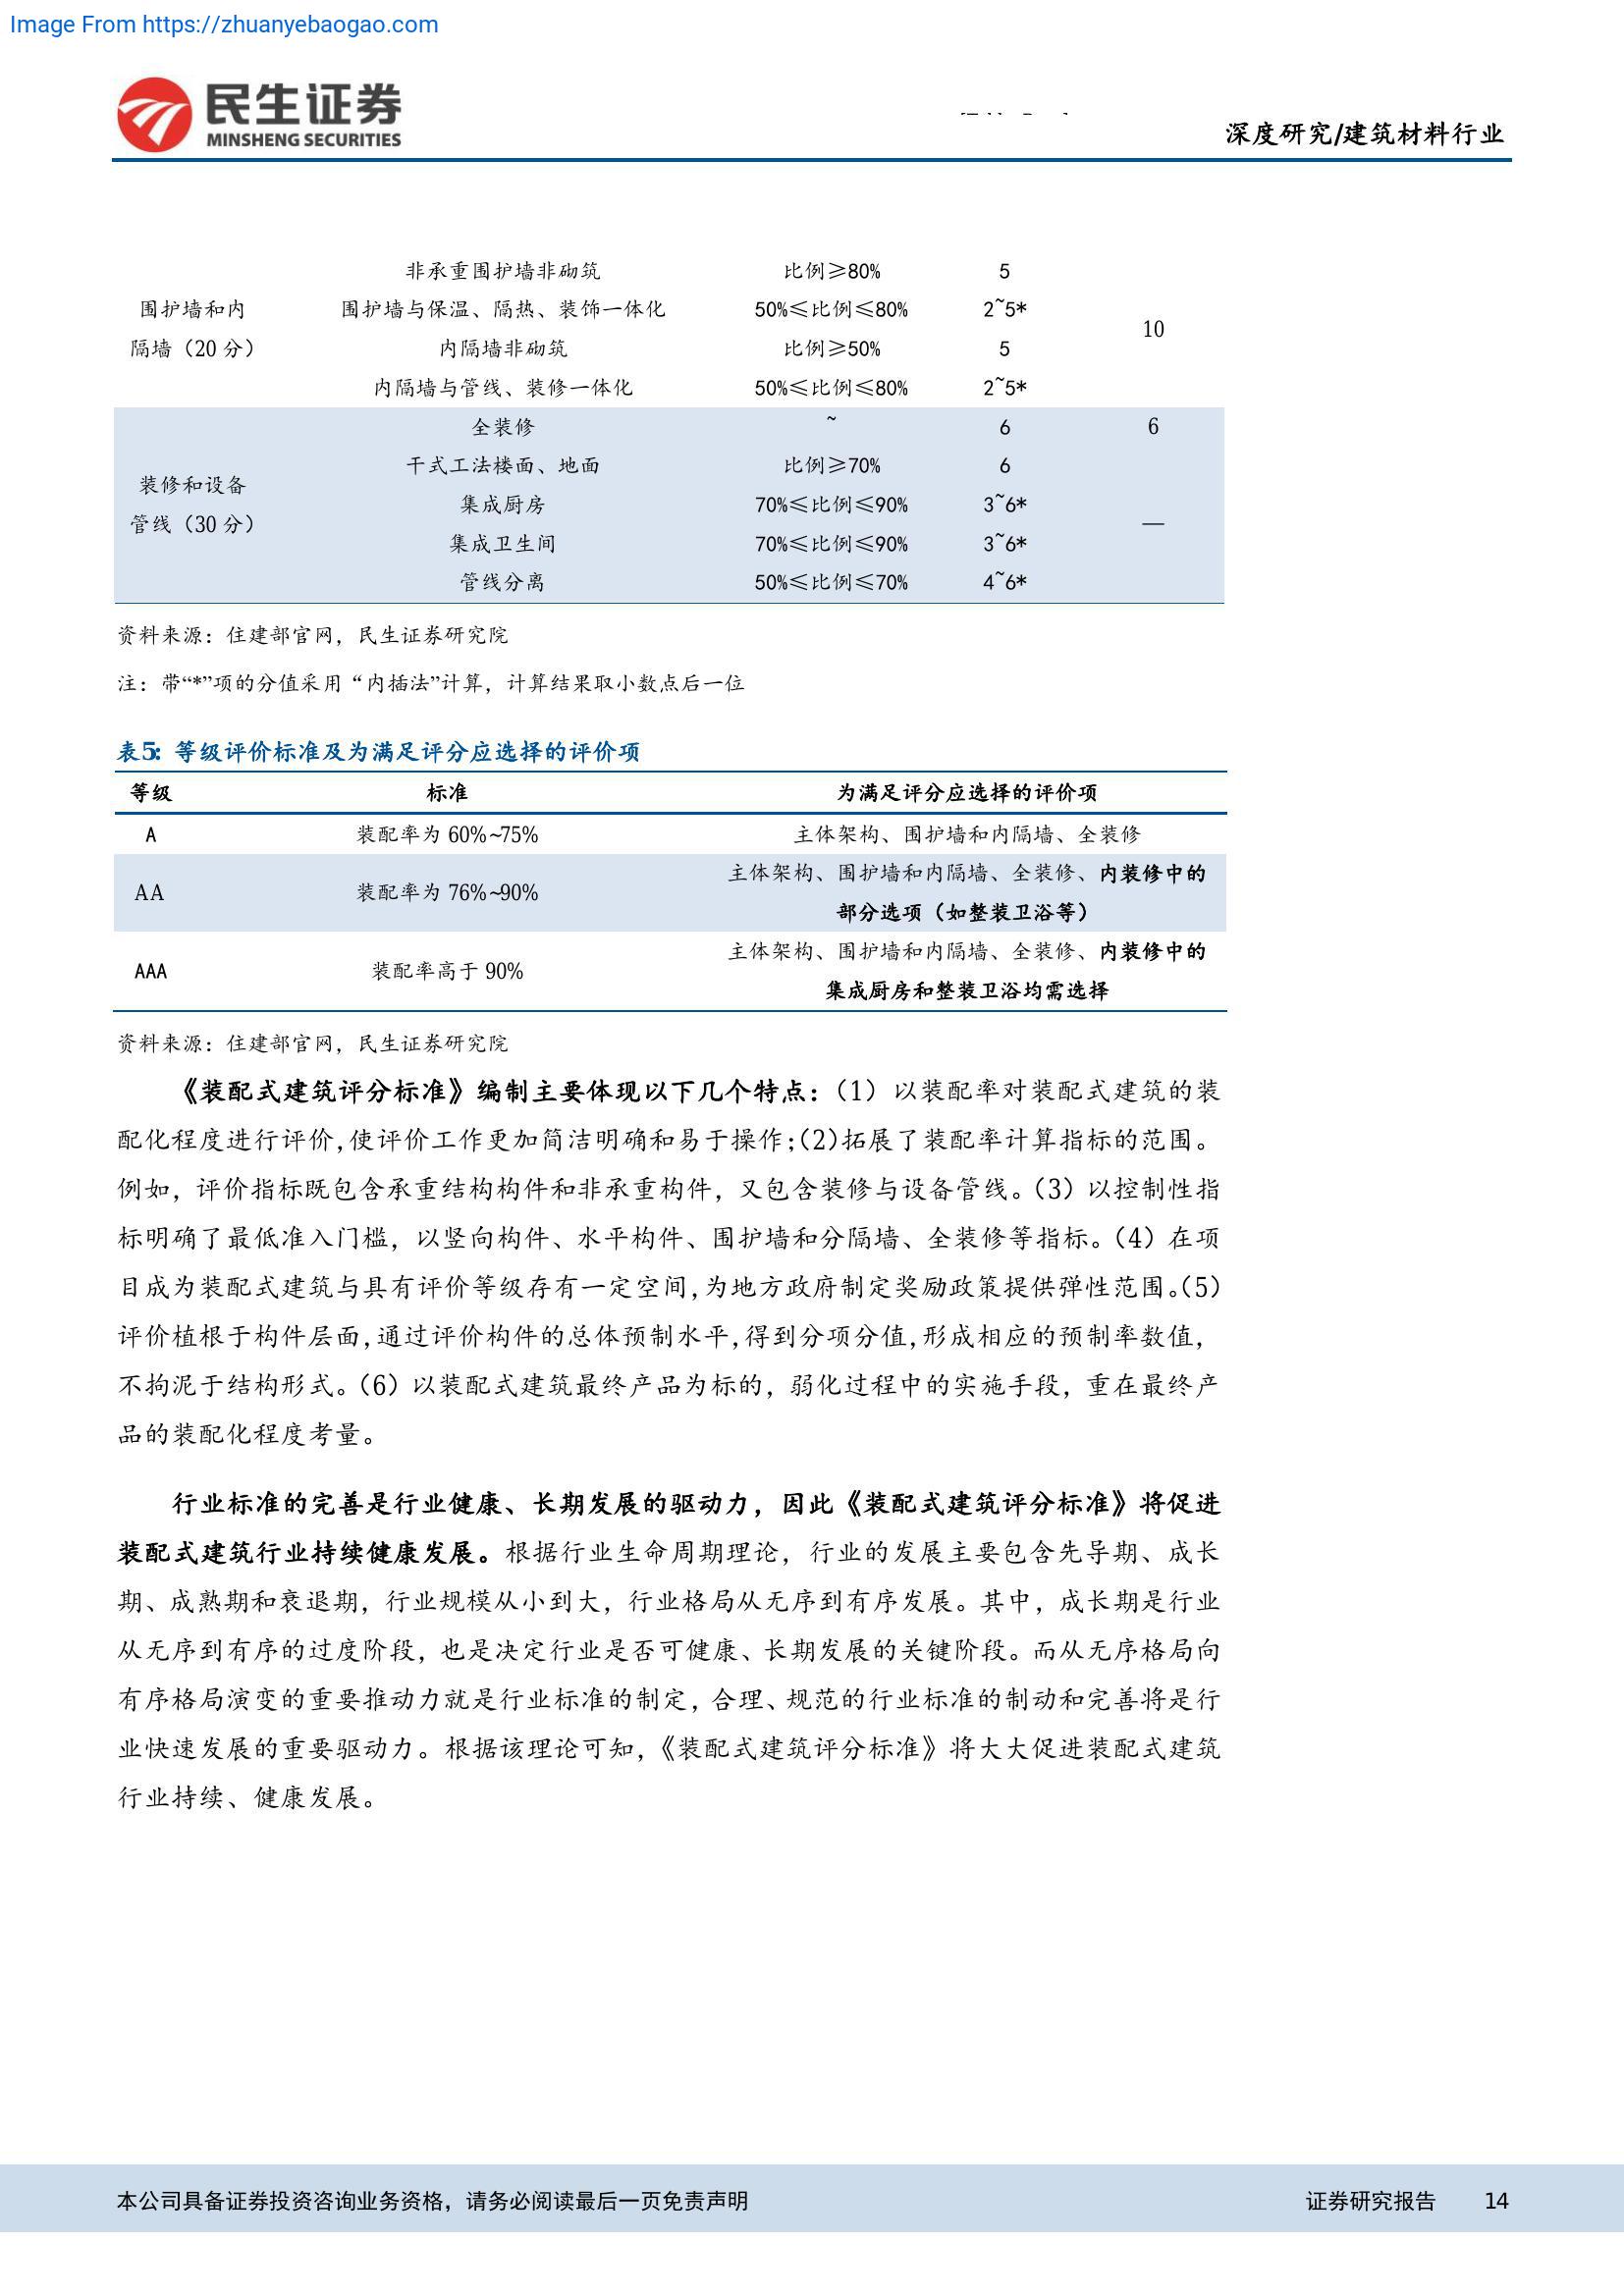 Image From https://zhuanyebaogao.com
民生证券
MINSHENG SECURITIES
深度研究/建筑材料行业
非承重围护墙非砌筑 比例≥80% 5
围护墙和内 围护墙与保温、隔热、装饰一体化 50%≤比例≤80% 2~5*
10
隔墙（20 分） 内隔墙非砌筑 比例≥50% 5
内隔墙与管线、装修一体化 50%≤比例≤80% 2~5*
全装修 ~ 6 6
干式工法楼面、地面 比例≥70% 6
装修和设备
集成厨房 70%≤比例≤90% 3~6*
管线（30 分） —
集成卫生间 70%≤比例≤90% 3~6*
管线分离 50%≤比例≤70% 4~6*
资料来源：住建部官网，民生证券研究院
注：带“*”项的分值采用“内插法”计算，计算结果取小数点后一位
表5：等级评价标准及为满足评分应选择的评价项
等级 标准 为满足评分应选择的评价项
A 装配率为 60%~75% 主体架构、围护墙和内隔墙、全装修
主体架构、围护墙和内隔墙、全装修、内装修中的
AA 装配率为 76%~90%
部分选项（如整装卫浴等）
主体架构、围护墙和内隔墙、全装修、内装修中的
AAA 装配率高于 90%
集成厨房和整装卫浴均需选择
资料来源：住建部官网，民生证券研究院
《装配式建筑评分标准》编制主要体现以下几个特点：（1）以装配率对装配式建筑的装
配化程度进行评价，使评价工作更加简洁明确和易于操作；（2）拓展了装配率计算指标的范围。
例如，评价指标既包含承重结构构件和非承重构件，又包含装修与设备管线。（3）以控制性指
标明确了最低准入门槛，以竖向构件、水平构件、围护墙和分隔墙、全装修等指标。（4）在项
目成为装配式建筑与具有评价等级存有一定空间，为地方政府制定奖励政策提供弹性范围。（5）
评价植根于构件层面，通过评价构件的总体预制水平，得到分项分值，形成相应的预制率数值，
不拘泥于结构形式。（6）以装配式建筑最终产品为标的，弱化过程中的实施手段，重在最终产
品的装配化程度考量。
行业标准的完善是行业健康、长期发展的驱动力，因此《装配式建筑评分标准》将促进
装配式建筑行业持续健康发展。根据行业生命周期理论，行业的发展主要包含先导期、成长
期、成熟期和衰退期，行业规模从小到大，行业格局从无序到有序发展。其中，成长期是行业
从无序到有序的过度阶段，也是决定行业是否可健康、长期发展的关键阶段。而从无序格局向
有序格局演变的重要推动力就是行业标准的制定，合理、规范的行业标准的制动和完善将是行
业快速发展的重要驱动力。根据该理论可知，《装配式建筑评分标准》将大大促进装配式建筑
行业持续、健康发展。
本公司具备证券投资咨询业务资格，请务必阅读最后一页免责声明 证券研究报告 14